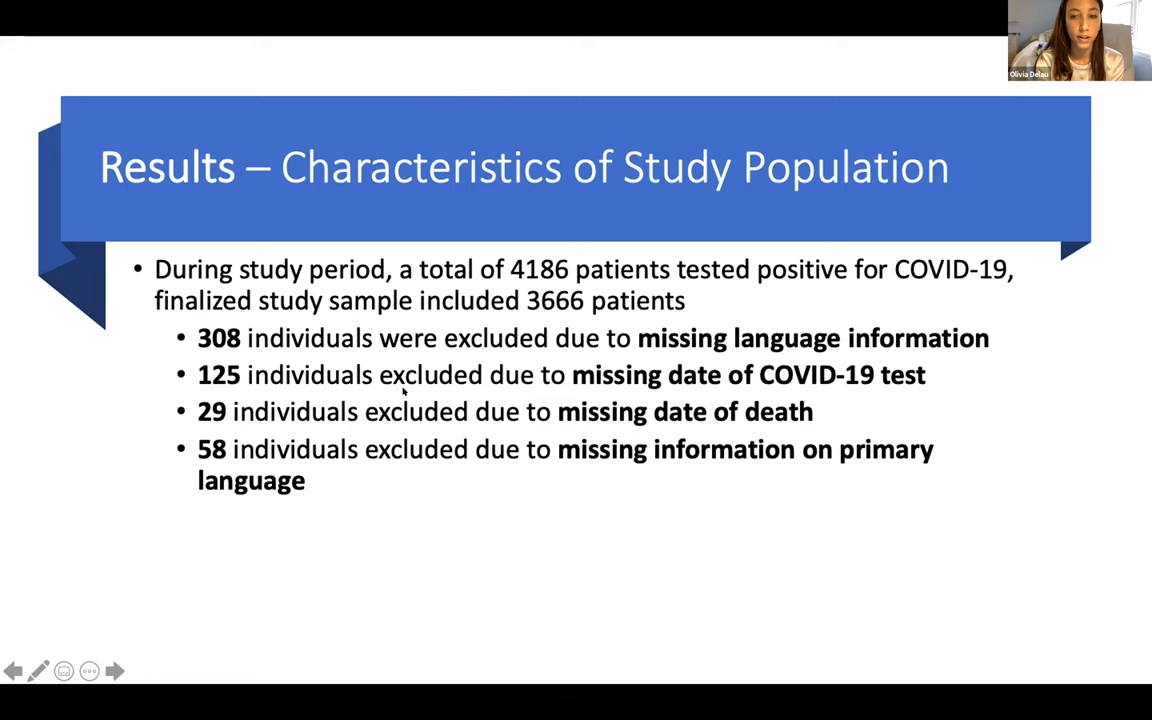 Olivia Delau
Results – Characteristics of Study Population
• During study period, a total of 4186 patients tested positive for COVID-19,
finalized study sample included 3666 patients
• 308 individuals were excluded due to missing language information
• 125 individuals excluded due to missing date of COVID-19 test
• 29 individuals excluded due to missing date of death
• 58 individuals excluded due to missing information on primary
language